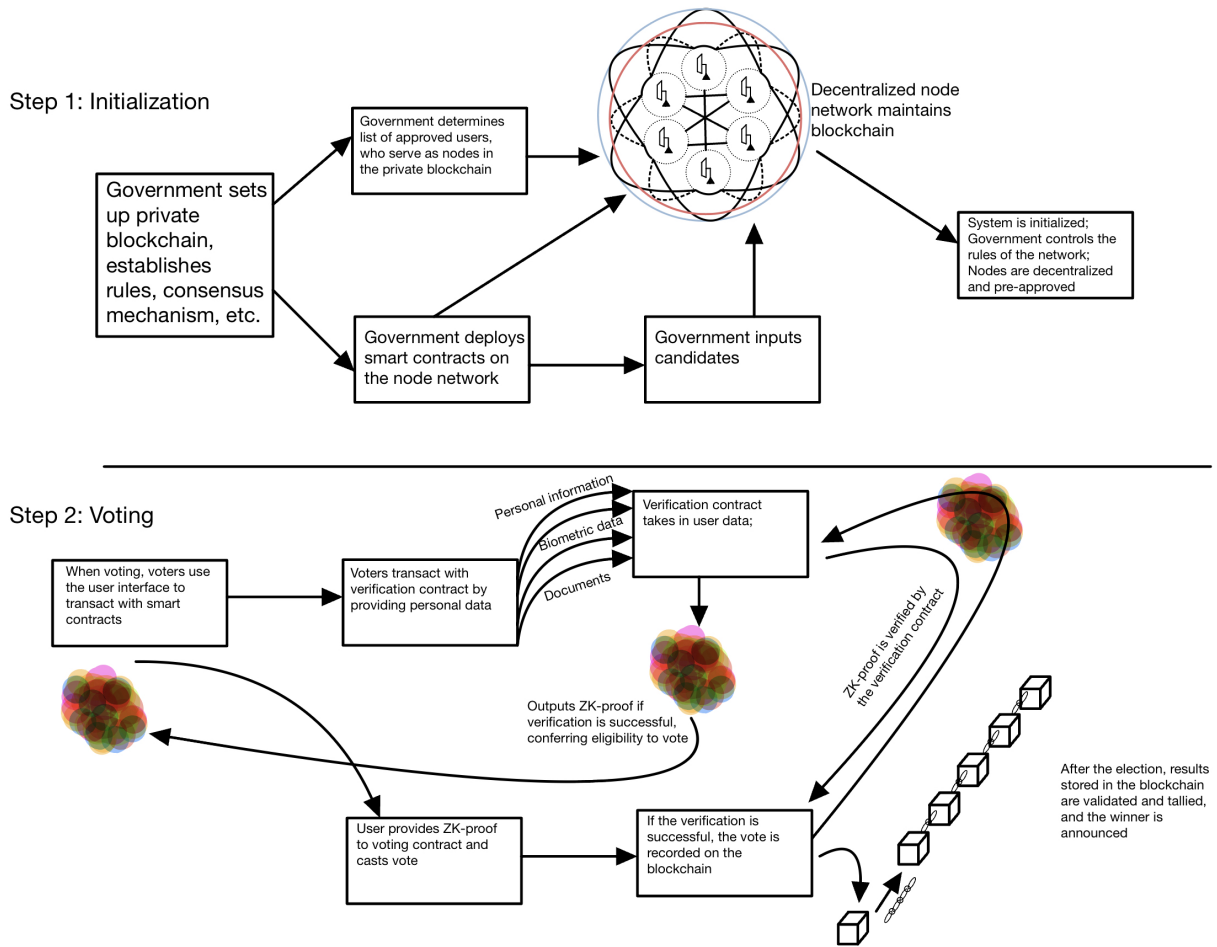 Step 1: Initialization
Government sets
up private
blockchain,
establishes
rules, consensus
mechanism, etc.
Government determines
list of approved users,
who serve as nodes in
the private blockchain
Government deploys
smart contracts on
the node network
Government inputs
candidates
Decentralized node
network maintains
blockchain
System is initialized;
Government controls the
rules of the network;
Nodes are decentralized
and pre-approved
Step 2: Voting
When voting, voters use
the user interface to
transact with smart
contracts
Voters transact with
verification contract by
providing personal data
Personal information
Biometric data
Documents
Verification contract
takes in user data;
Outputs ZK-proof if
verification is successful,
conferring eligibility to vote
User provides ZK-proof
to voting contract and
casts vote
If the verification is
successful, the vote is
recorded on the
blockchain
ZK-proof is verified by
the verification contract
After the election, results
stored in the blockchain
are validated and tallied,
and the winner is
announced